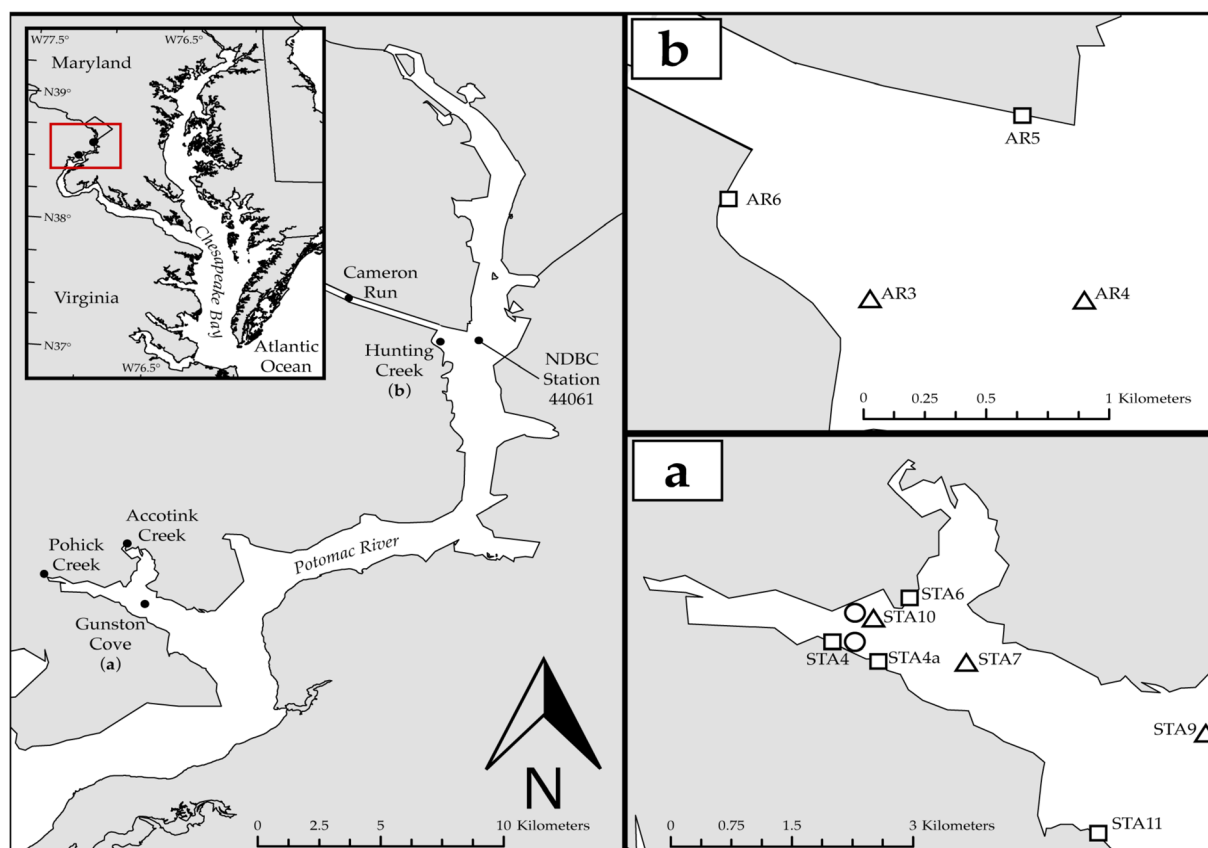 W77.5°
W76.5°
Maryland
N39°
N38°
Virginia
N37°
W76.5°
Chesapeake Bay
Atlantic
Ocean
Cameron
Run
Hunting
Creek
(b)
NDBC
Station
44061
Accotink
Creek
Pohick
Creek
Gunston
Cove
(a)
Potomac River
N
0
2.5
5
10 Kilometers
b
AR5
AR6
AR3
AR4
0
0.25
0.5
1 Kilometers
a
STA6
STA10
STA4
STA4a
STA7
STA9
STA11
0
0.75
1.5
3 Kilometers